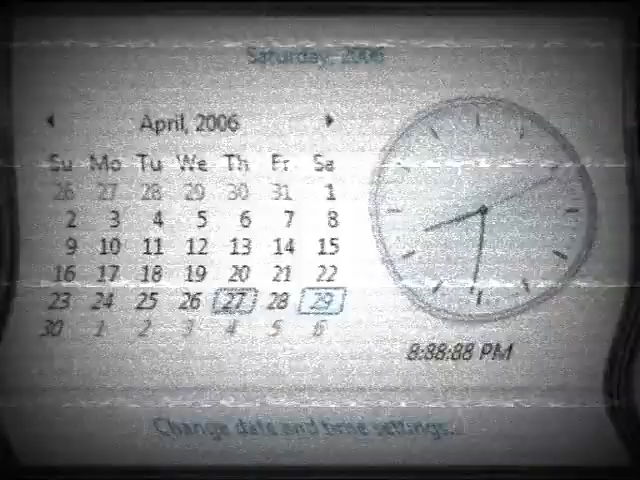 Saturday, 2006
April, 2006
Su Mo Tu We Th Fr Sa
26 27 28 29 30 31 1
2 3 4 5 6 7 8
9 10 11 12 13 14 15
16 17 18 19 20 21 22
23 24 25 26 27 28 29
30 1 2 3 4 5 6
8:88:88 PM
Change date and time settings...